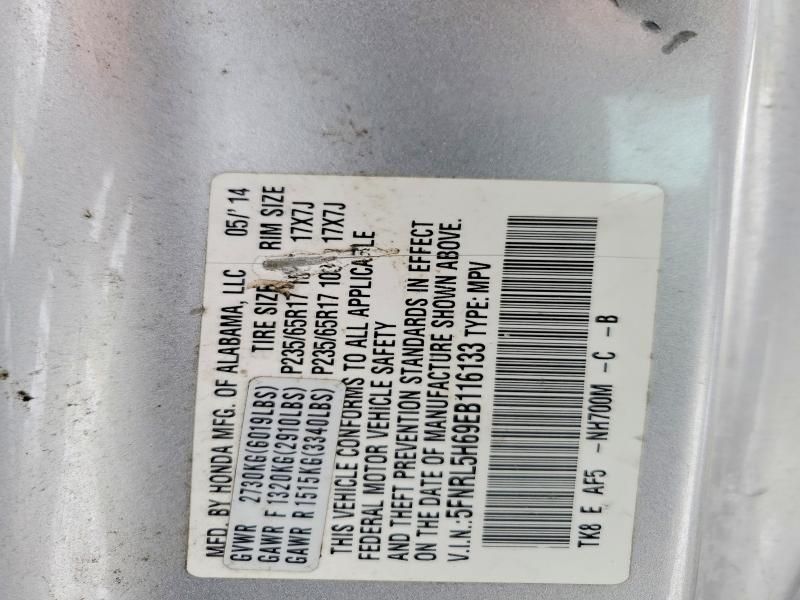 MFD. BY HONDA MFG. OF ALABAMA, LLC 05/'14
GVWR 2730KG(6019LBS) TIRE SIZE RIM SIZE
GAWR F 1320KG(2910LBS) P235/65R17 17X7J
GAWR R 1515KG(3340LBS) P235/65R17 17X7J
THIS VEHICLE CONFORMS TO ALL APPLICABLE
FEDERAL MOTOR VEHICLE SAFETY
AND THEFT PREVENTION STANDARDS IN EFFECT
ON THE DATE OF MANUFACTURE SHOWN ABOVE.
V.I.N.:5FNRL5H69EB116133 TYPE: MPV
TK8 E AF5 -NH700M -C -B